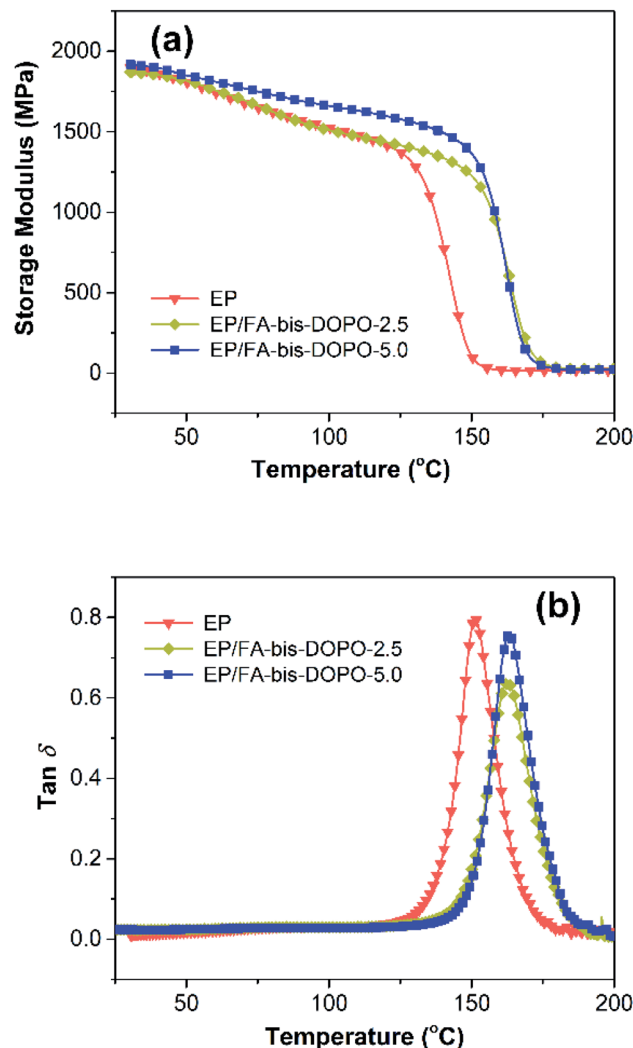 (a)
2000
1500
1000
500
0
Storage Modulus (MPa)
EP
EP/FA-bis-DOPO-2.5
EP/FA-bis-DOPO-5.0
50 100 150 200
Temperature (°C)
(b)
0.8
0.6
0.4
0.2
0.0
Tan δ
EP
EP/FA-bis-DOPO-2.5
EP/FA-bis-DOPO-5.0
50 100 150 200
Temperature (°C)